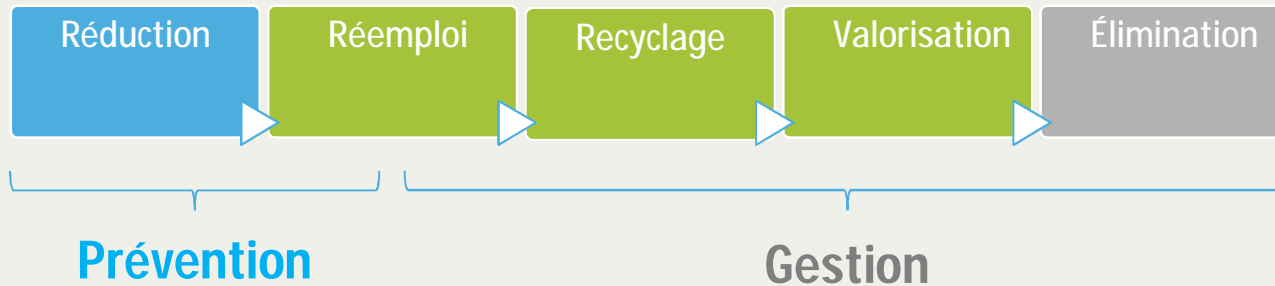 Réduction
Réemploi
Recyclage
Valorisation
Élimination
Prévention
Gestion